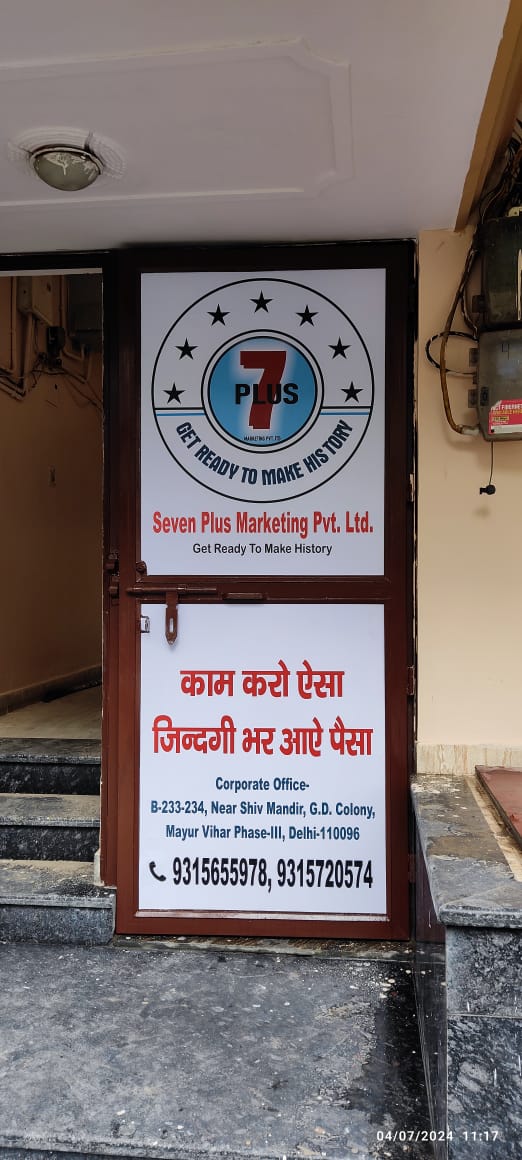 7
PLUS
MARKETING PVT. LTD
GET READY TO MAKE HISTORY
Seven Plus Marketing Pvt. Ltd.
Get Ready To Make History
काम करो ऐसा
जिन्दगी भर आऐ पैसा
Corporate Office-
B-233-234, Near Shiv Mandir, G.D. Colony,
Mayur Vihar Phase-III, Delhi-110096
9315655978, 9315720574
04/07/2024 11:17